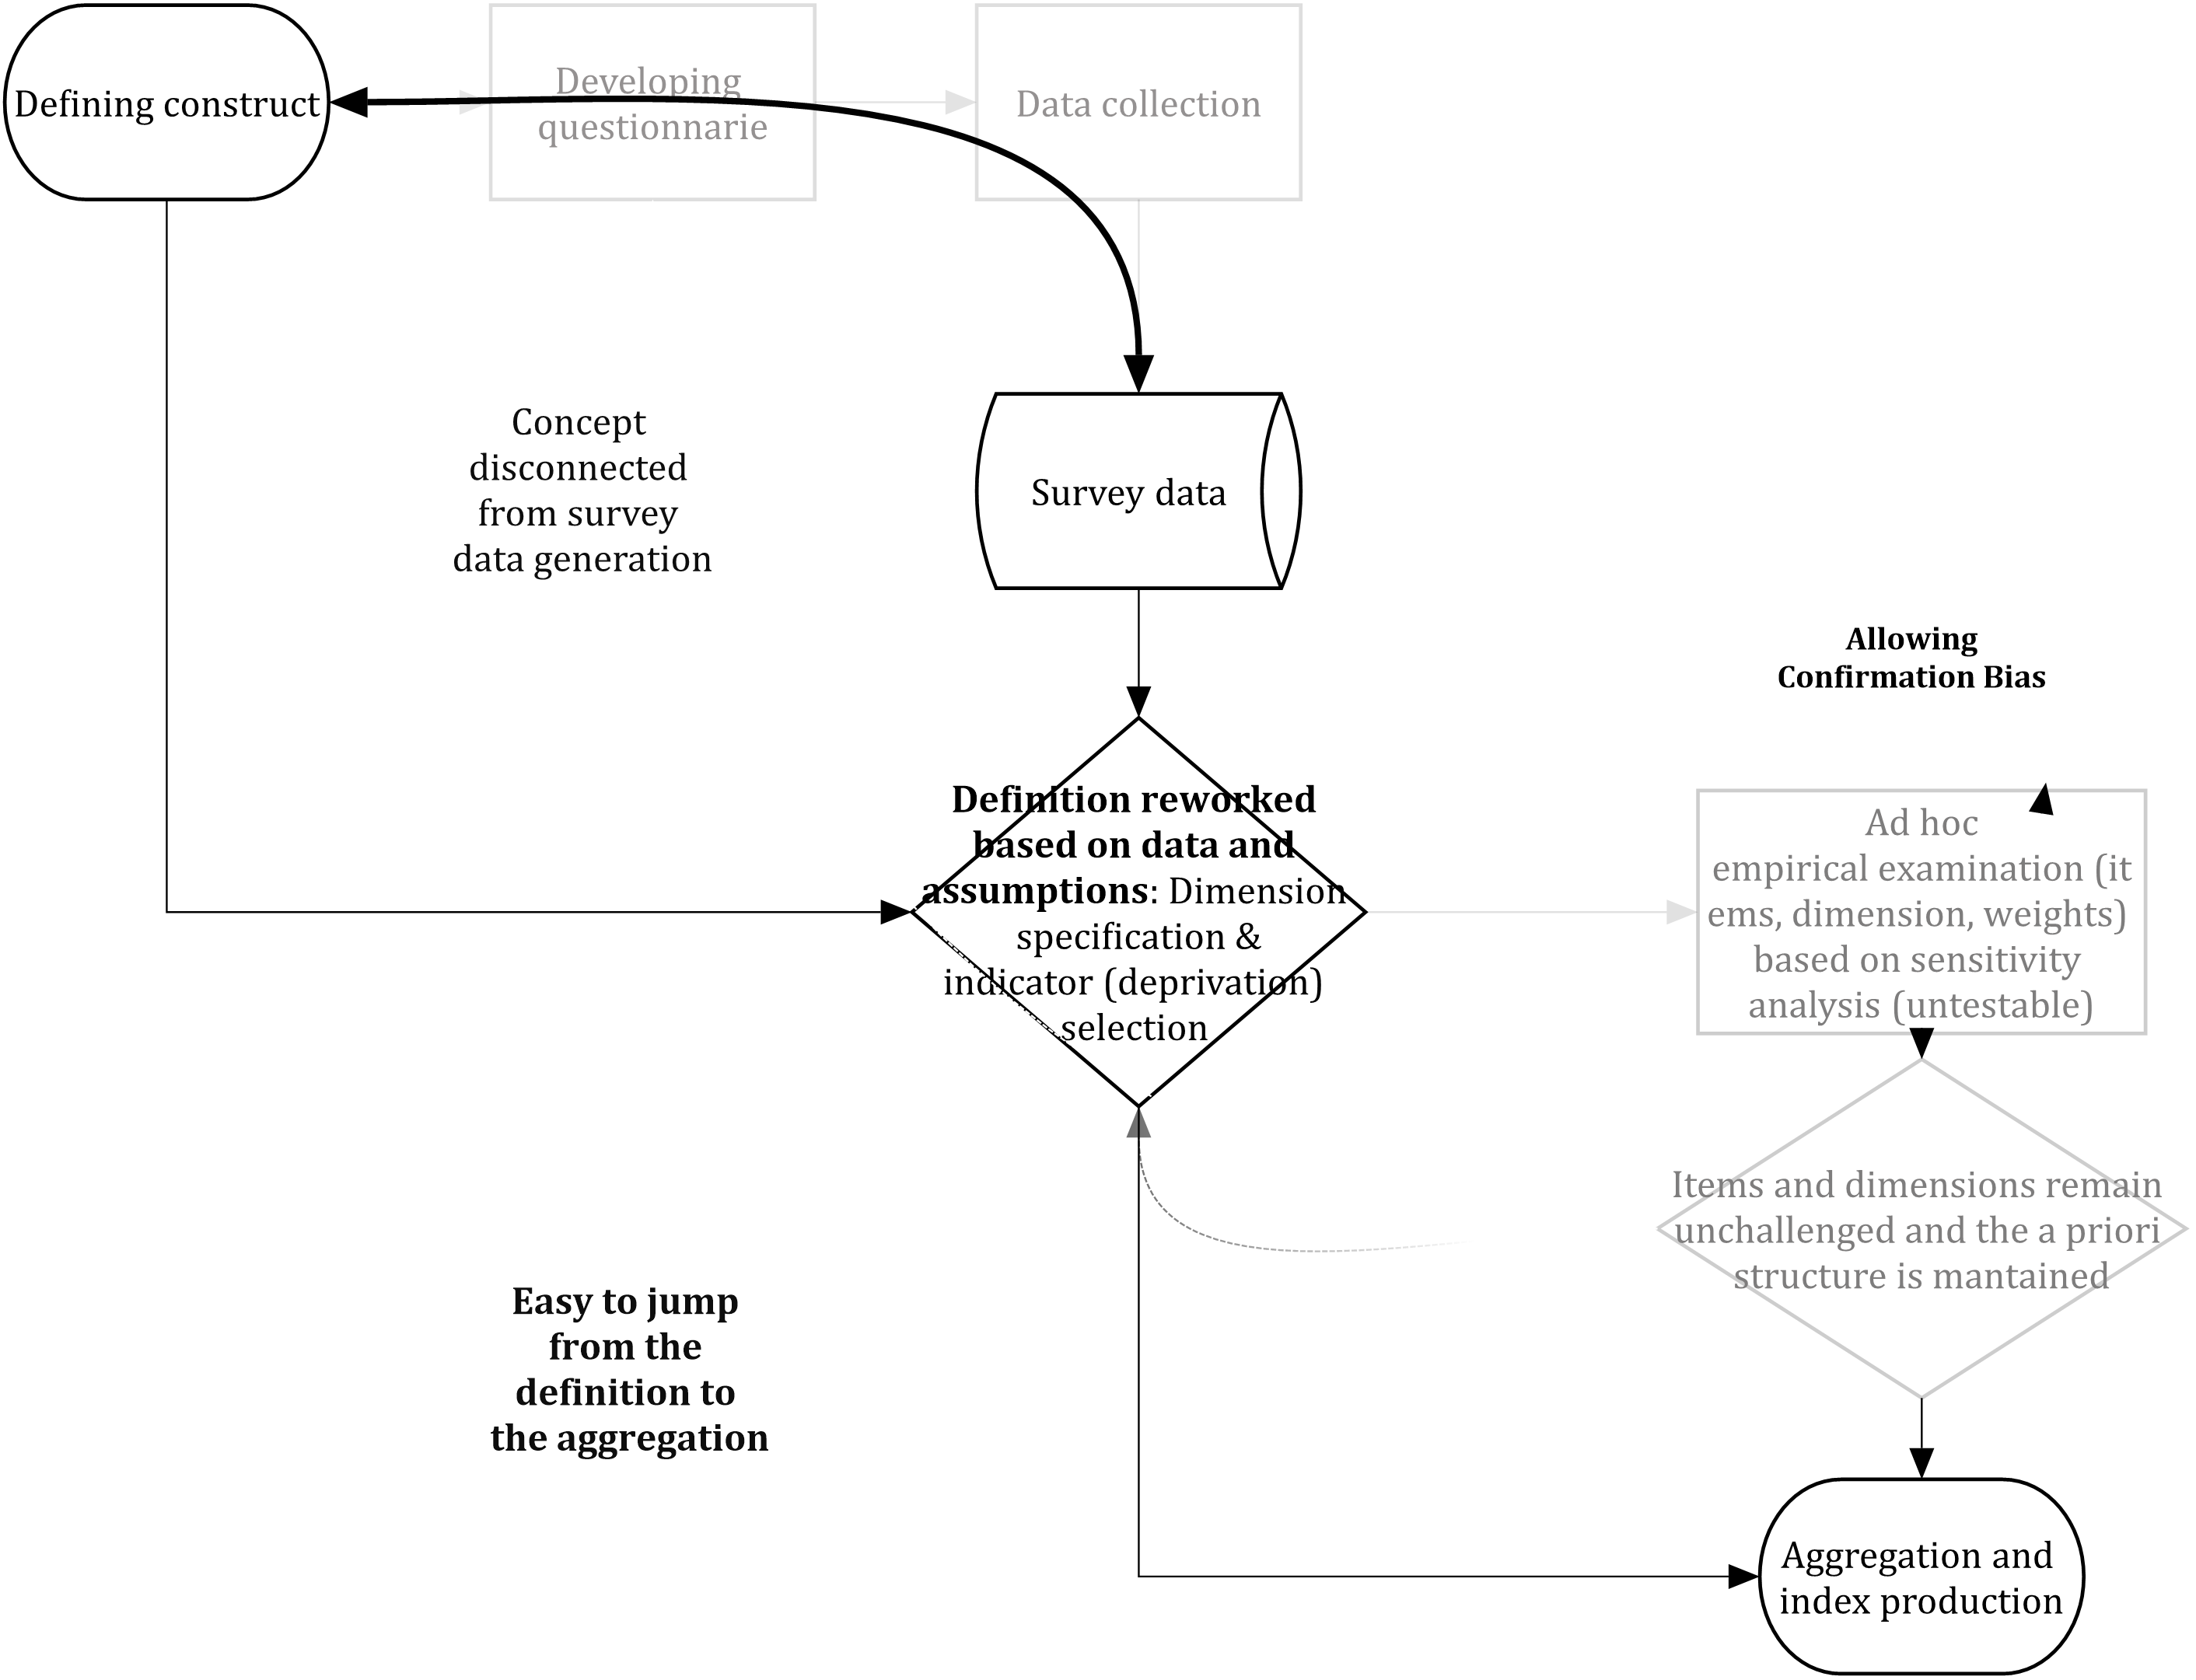 Defining construct
Developing
questionnarie
Data collection
Concept
disconnected
from survey
data generation
Survey data
Allowing
Confirmation Bias
Definition reworked
based on data and
assumptions: Dimension
specification &
indicator (deprivation)
selection
Ad hoc
empirical examination (it
ems, dimension, weights)
based on sensitivity
analysis (untestable)
Items and dimensions remain
unchallenged and the a priori
structure is mantained
Easy to jump
from the
definition to
the aggregation
Aggregation and
index production